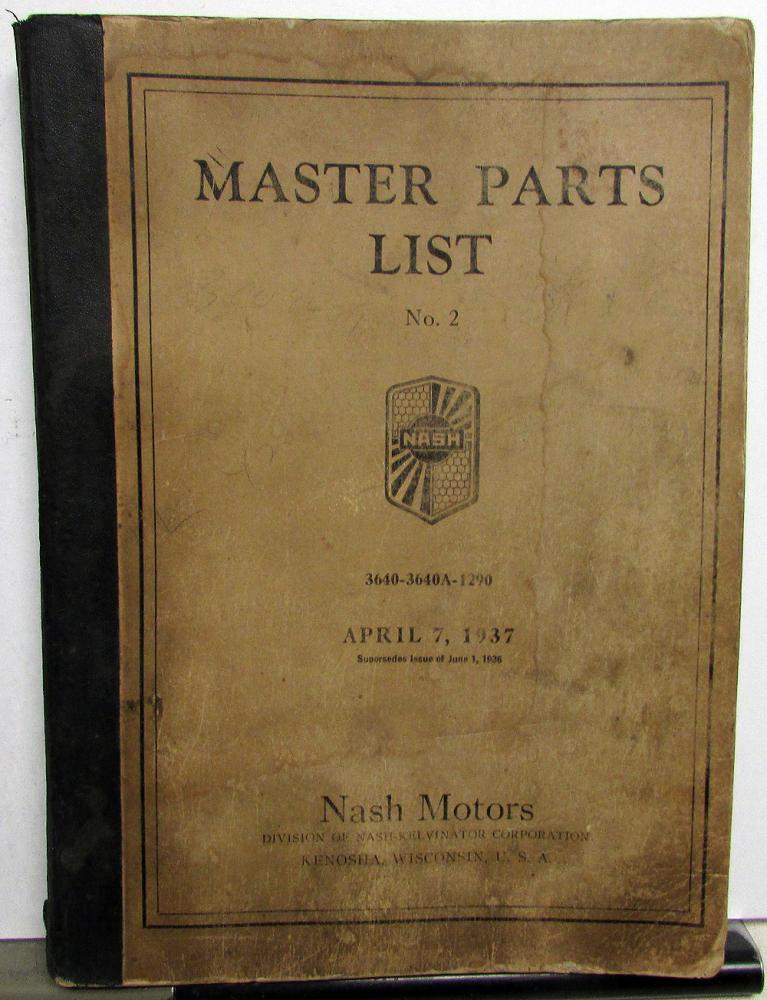 MASTER PARTS
LIST
No. 2
NASH
3640-3640A-1290
APRIL 7, 1937
Supersedes Issue of June 1, 1936
Nash Motors
DIVISION OF NASH-KELVINATOR CORPORATION
KENOSHA, WISCONSIN, U. S. A.